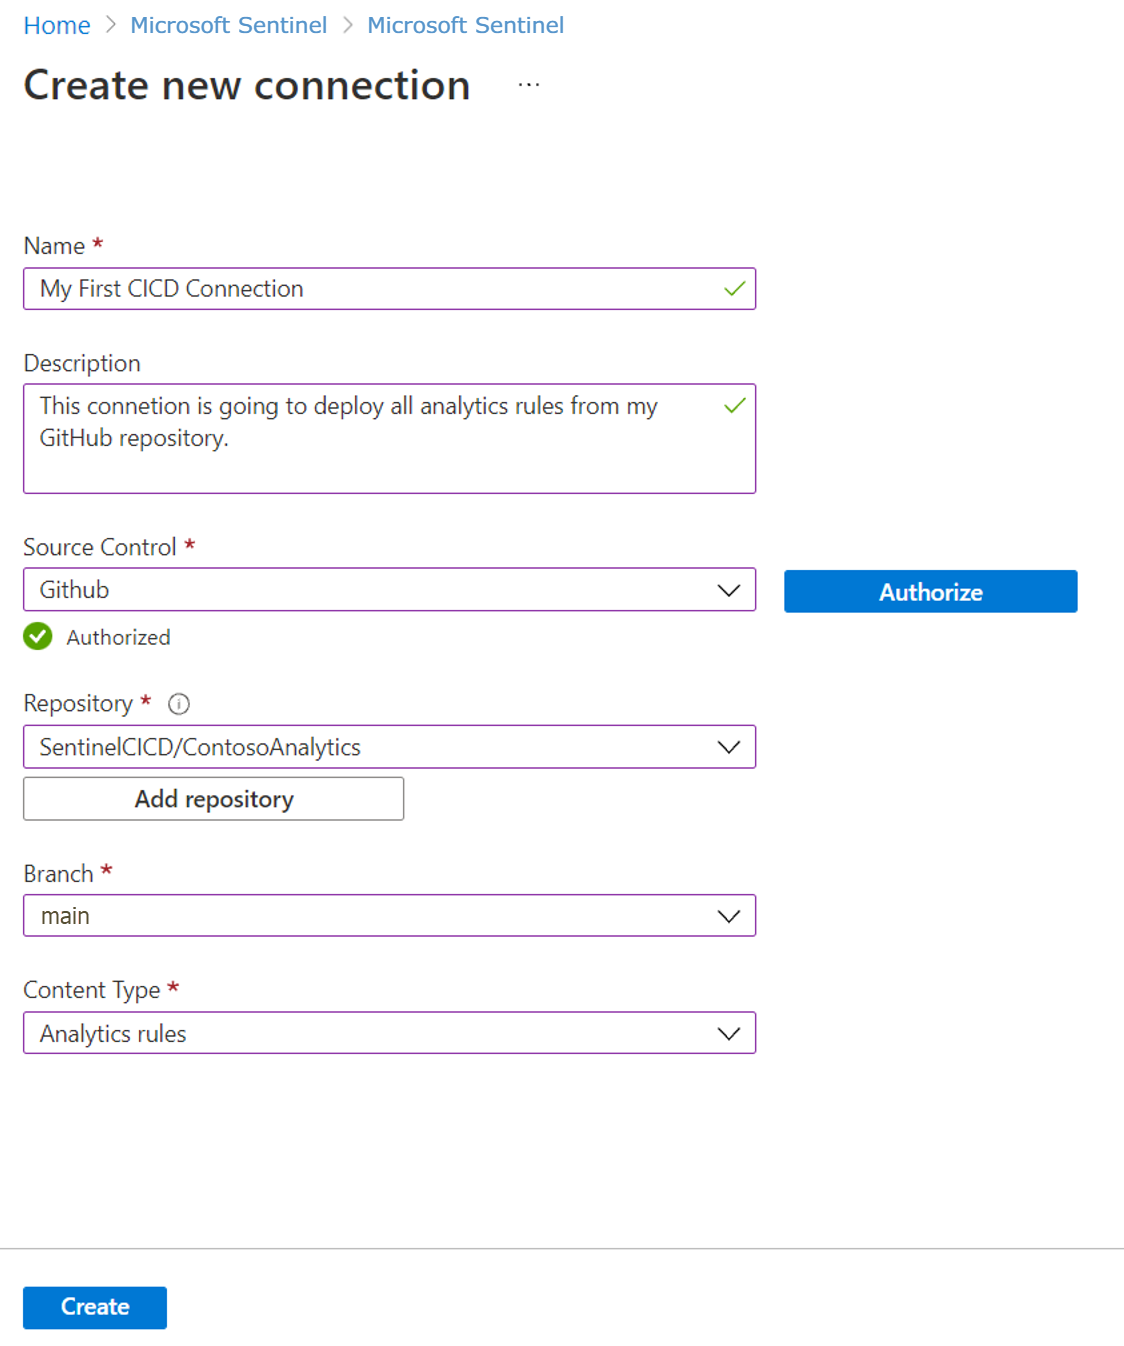 Home > Microsoft Sentinel > Microsoft Sentinel
Create new connection ...
Name *
My First CICD Connection
Description
This connetion is going to deploy all analytics rules from my
GitHub repository.
Source Control *
Github
Authorize
Authorized
Repository *
SentinelCICD/ContosoAnalytics
Add repository
Branch *
main
Content Type *
Analytics rules
Create